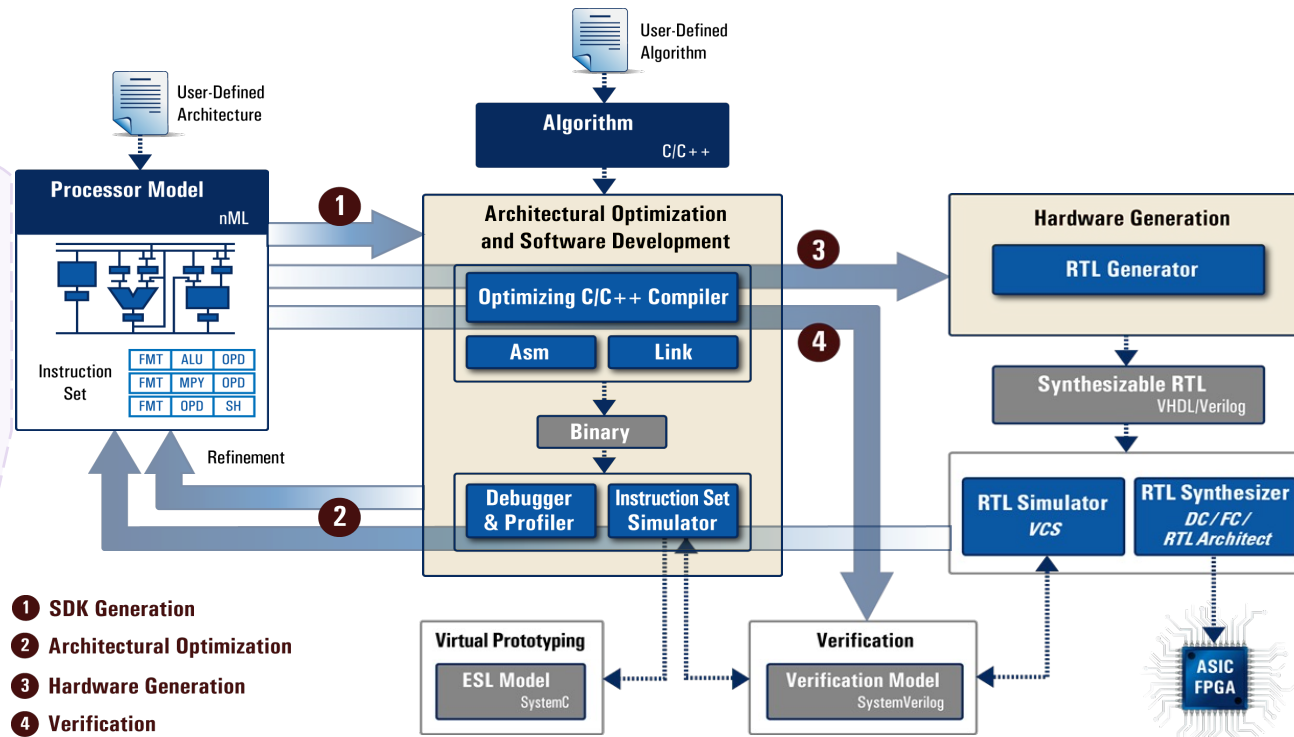 User-Defined
Algorithm
User-Defined
Architecture
Algorithm
C/C++
Processor Model
nML
1
Architectural Optimization
and Software Development
Hardware Generation
3
RTL Generator
Optimizing C/C++ Compiler
4
Asm
Link
Instruction
Set
FMT ALU OPD
FMT MPY OPD
FMT OPD SH
Synthesizable RTL
VHDL/Verilog
Binary
Refinement
2
Debugger
& Profiler
Instruction Set
Simulator
RTL Simulator
VCS
RTL Synthesizer
DC / FC /
RTL Architect
1 SDK Generation
2 Architectural Optimization
3 Hardware Generation
4 Verification
Virtual Prototyping
ESL Model
SystemC
Verification
Verification Model
SystemVerilog
ASIC
FPGA